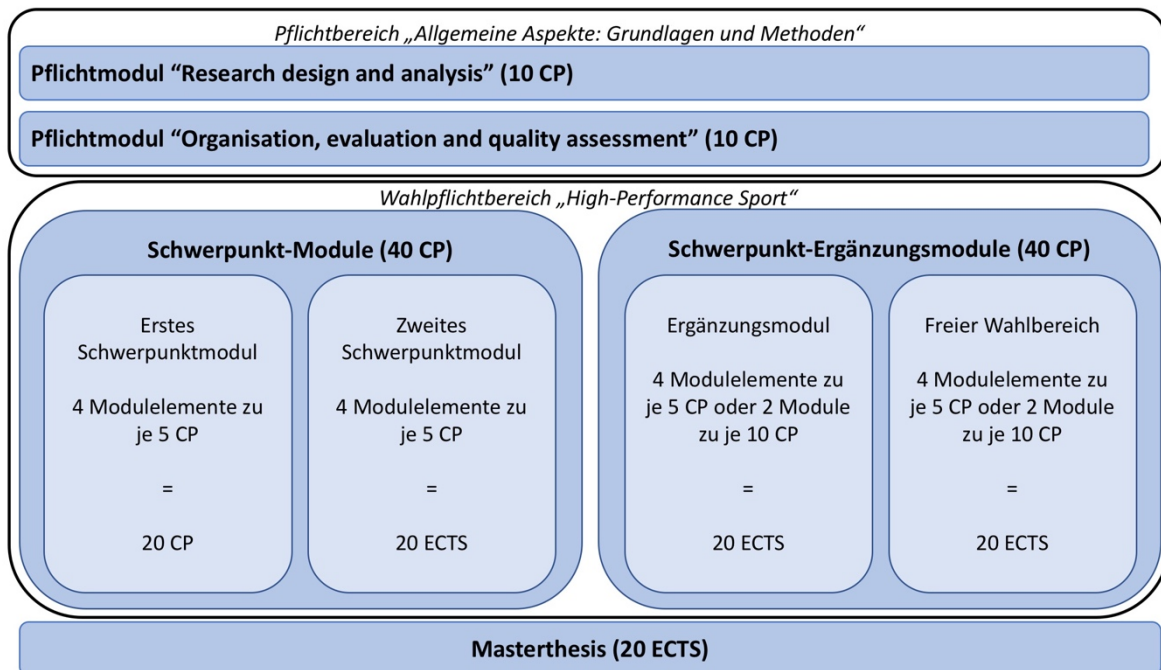 Pflichtbereich „Allgemeine Aspekte: Grundlagen und Methoden“
Pflichtmodul “Research design and analysis” (10 CP)
Pflichtmodul “Organisation, evaluation and quality assessment” (10 CP)
Wahlpflichtbereich „High-Performance Sport“
Schwerpunkt-Module (40 CP)
Erstes
Schwerpunktmodul
4 Modulelemente zu
je 5 CP
=
20 CP
Zweites
Schwerpunktmodul
4 Modulelemente zu
je 5 CP
=
20 ECTS
Schwerpunkt-Ergänzungsmodule (40 CP)
Ergänzungsmodul
4 Modulelemente zu
je 5 CP oder 2 Module
zu je 10 CP
=
20 ECTS
Freier Wahlbereich
4 Modulelemente zu
je 5 CP oder 2 Module
zu je 10 CP
=
20 ECTS
Masterthesis (20 ECTS)